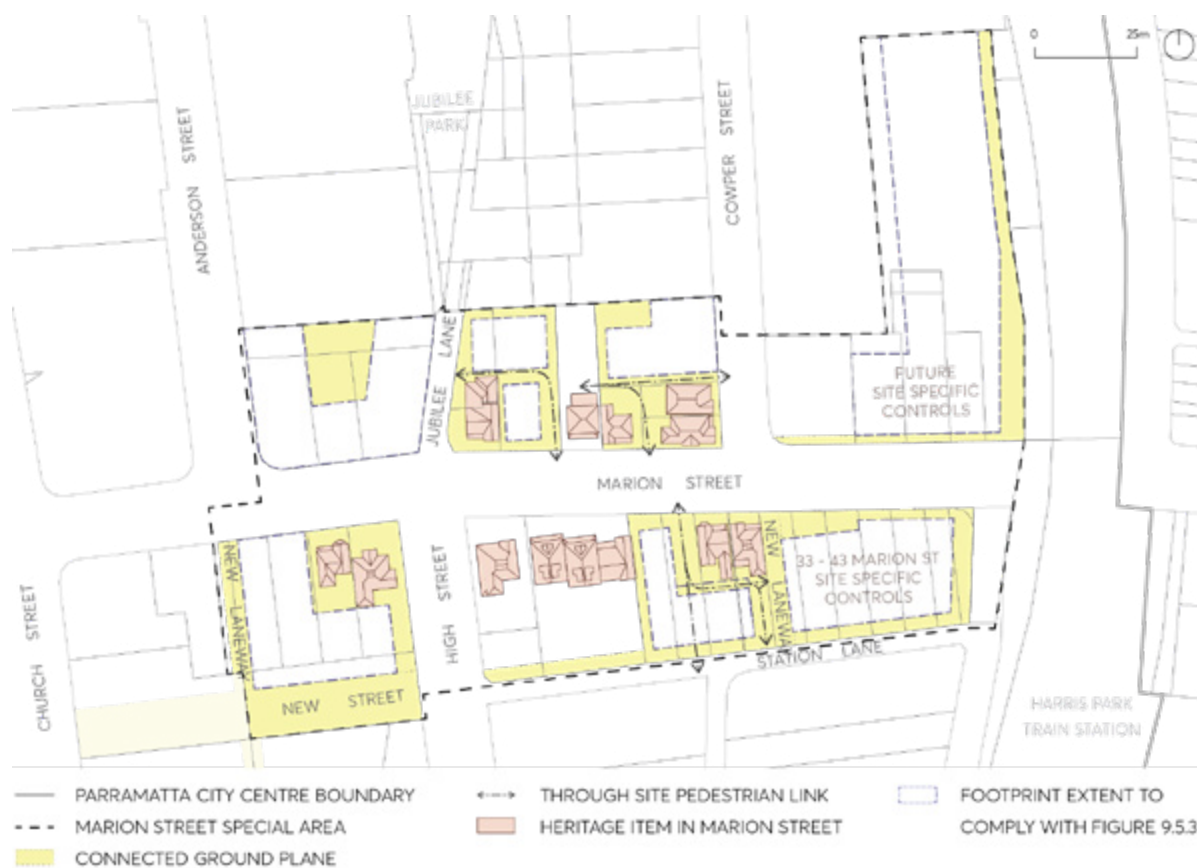 0 25m
JUBILEE
PARK
ANDERSON STREET
COWPER STREET
JUBILEE LANE
FUTURE
SITE SPECIFIC
CONTROLS
MARION STREET
CHURCH STREET
NEW LANEWAY
HIGH STREET
NEW LANEWA
33 - 43 MARION ST
SITE SPECIFIC
CONTROLS
STATION LANE
NEW STREET
HARRIS PARK
TRAIN STATION
PARRAMATTA CITY CENTRE BOUNDARY
MARION STREET SPECIAL AREA
CONNECTED GROUND PLANE
THROUGH SITE PEDESTRIAN LINK
HERITAGE ITEM IN MARION STREET
FOOTPRINT EXTENT TO
COMPLY WITH FIGURE 9.5.3